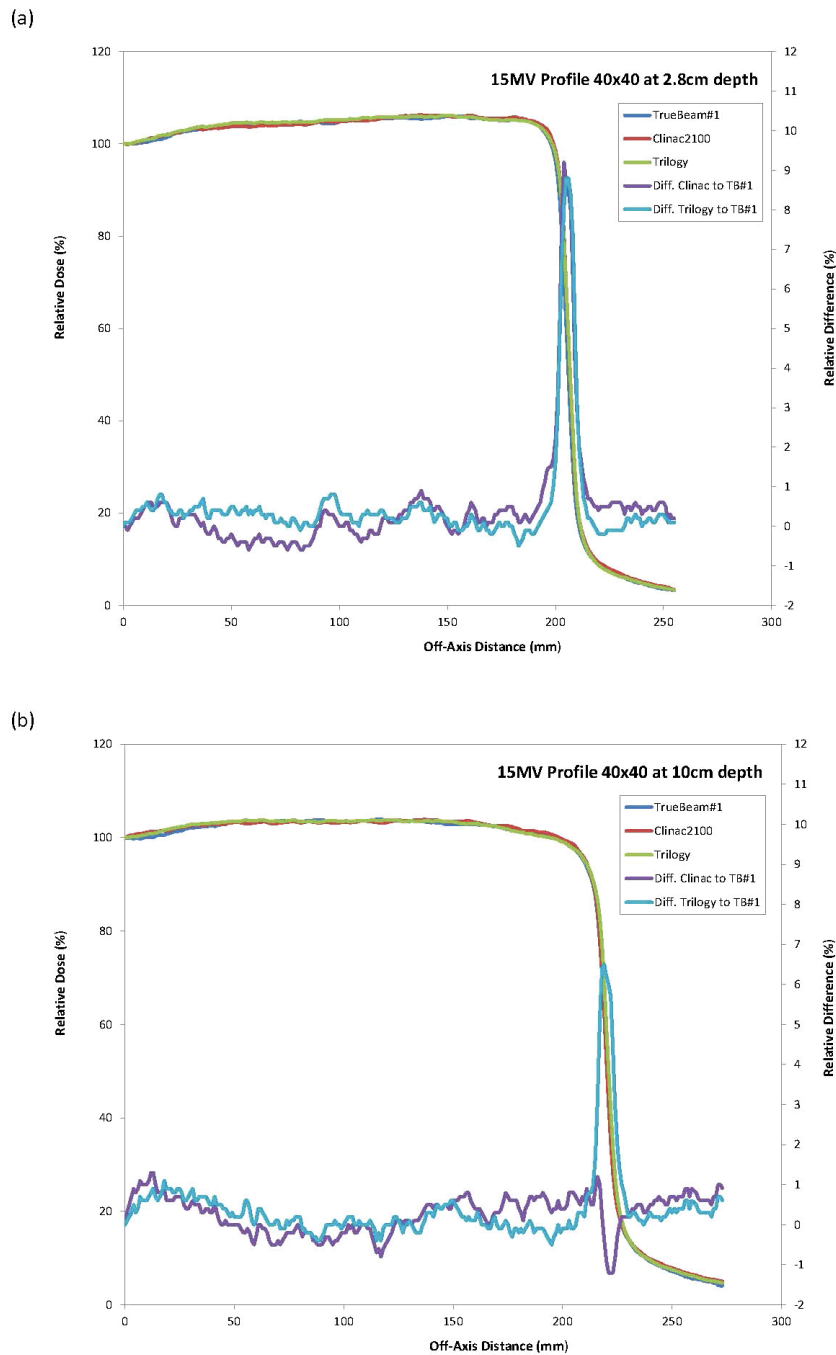 (a)
15MV Profile 40x40 at 2.8cm depth
TrueBeam#1
Clinac2100
Trilogy
Diff. Clinac to TB#1
Diff. Trilogy to TB#1
Relative Dose (%)
120
100
80
60
40
20
0
Relative Difference (%)
12
11
10
9
8
7
6
5
4
3
2
1
0
-1
-2
0 50 100 150 200 250 300
Off-Axis Distance (mm)
(b)
15MV Profile 40x40 at 10cm depth
TrueBeam#1
Clinac2100
Trilogy
Diff. Clinac to TB#1
Diff. Trilogy to TB#1
Relative Dose (%)
120
100
80
60
40
20
0
Relative Difference (%)
12
11
10
9
8
7
6
5
4
3
2
1
0
-1
-2
0 50 100 150 200 250 300
Off-Axis Distance (mm)